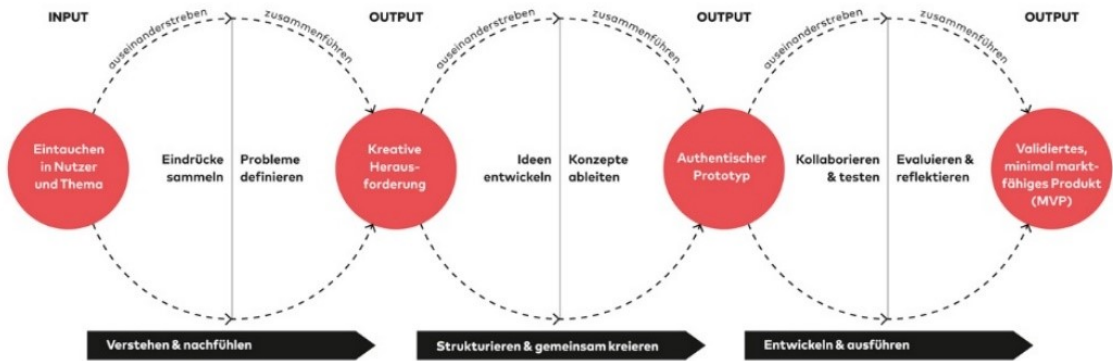 INPUT
OUTPUT
OUTPUT
OUTPUT
auseinanderstreben
zusammenführen
auseinanderstreben
zusammenführen
auseinanderstreben
zusammenführen
Eintauchen
in Nutzer
und Thema
Eindrücke
sammeln
Probleme
definieren
Kreative
Heraus-
forderung
Ideen
entwickeln
Konzepte
ableiten
Authentischer
Prototyp
Kollaborieren
& testen
Evaluieren &
reflektieren
Validiertes,
minimal markt-
fähiges Produkt
(MVP)
Verstehen & nachfühlen
Strukturieren & gemeinsam kreieren
Entwickeln & ausführen